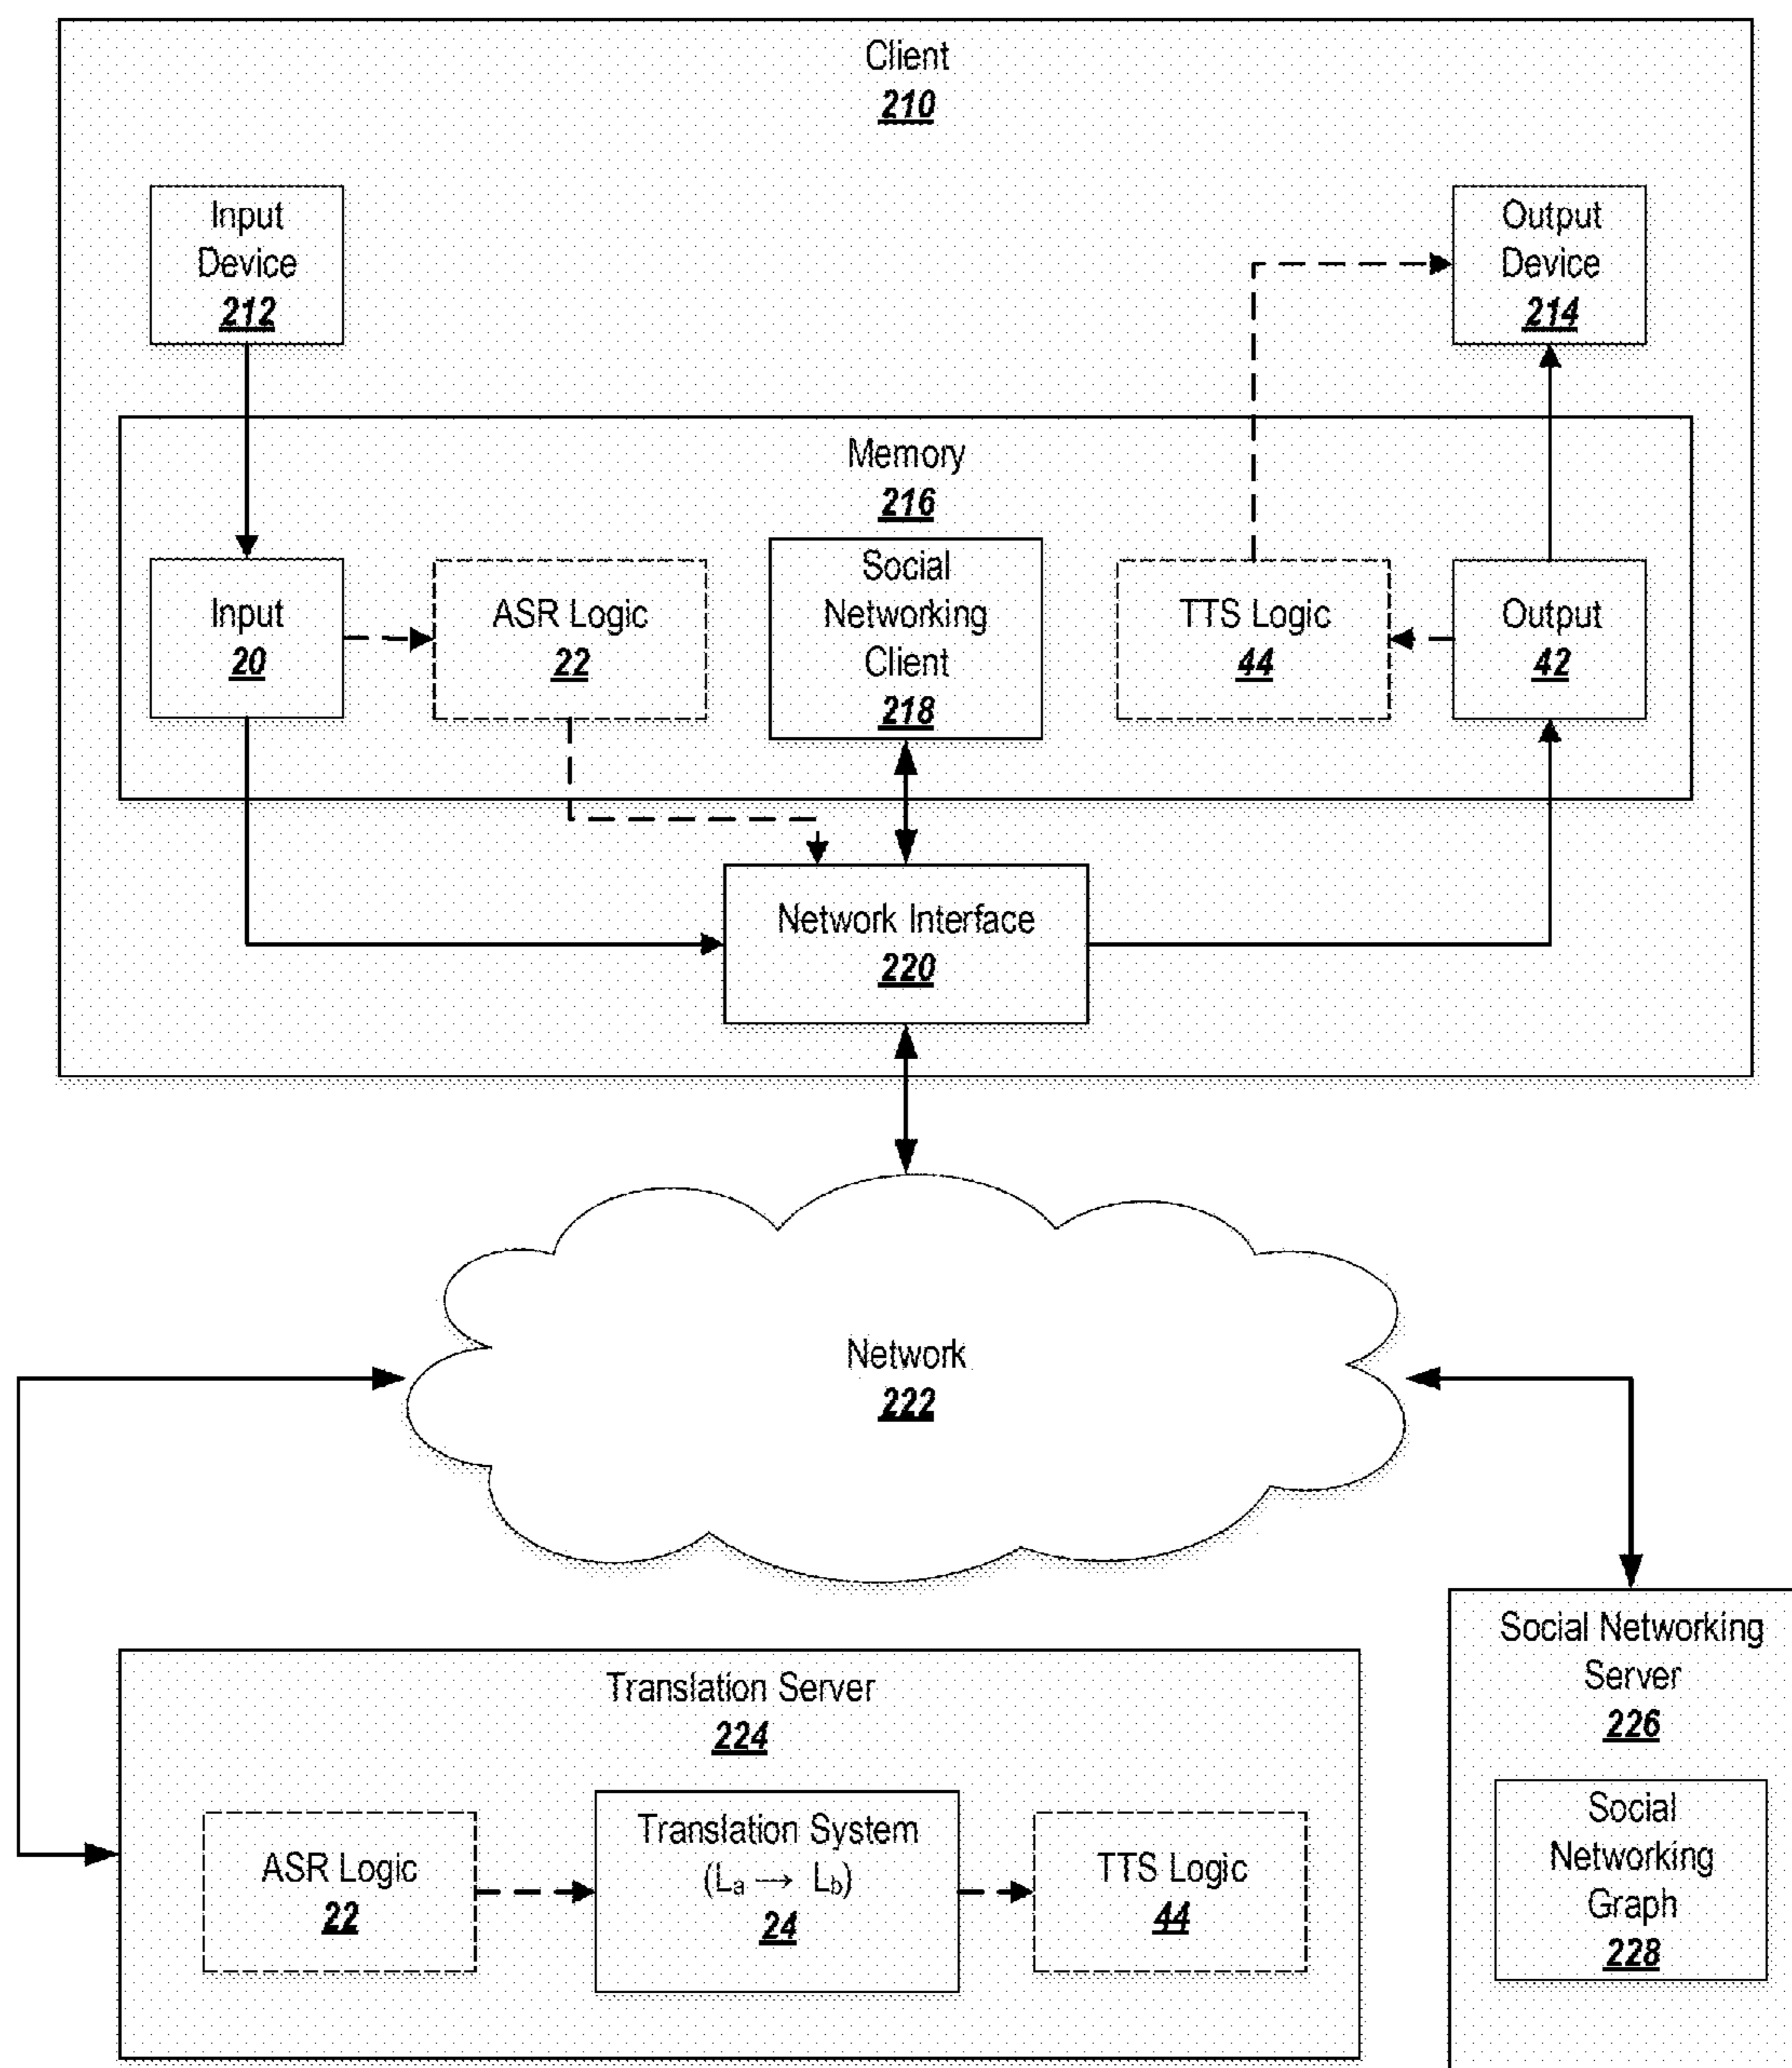 Client
210
Input
Device
212
Output
Device
214
Memory
216
Input
20
ASR Logic
22
Social
Networking
Client
218
TTS Logic
44
Output
42
Network Interface
220
Network
222
Translation Server
224
ASR Logic
22
Translation System
(La → Lb)
24
TTS Logic
44
Social Networking
Server
226
Social
Networking
Graph
228